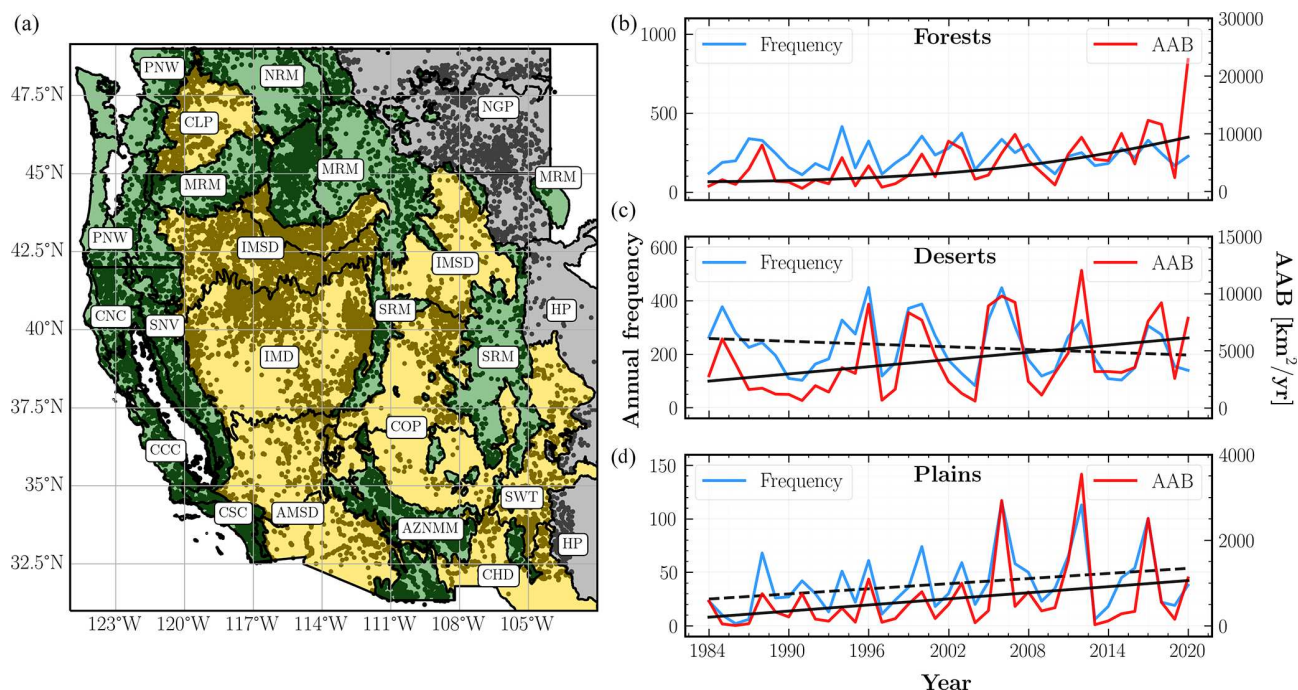 (a)
PNW
NRM
47.5°N
CLP
NGP
45°N
MRM
MRM
MRM
PNW
42.5°N
IMSD
IMSD
CNC
SNV
SRM
HP
40°N
IMD
SRM
37.5°N
COP
CCC
35°N
CSC
AMSD
SWT
AZNMM
HP
32.5°N
CHD
123°W 120°W 117°W 114°W 111°W 108°W 105°W
(b)
Frequency
Forests
AAB
1000
500
0
30000
20000
10000
0
(c)
Frequency
Deserts
AAB
600
400
200
0
15000
10000
5000
0
Annual frequency
AAB [km²/yr]
(d)
Frequency
Plains
AAB
150
100
50
0
4000
2000
0
1984 1990 1996 2002 2008 2014 2020
Year